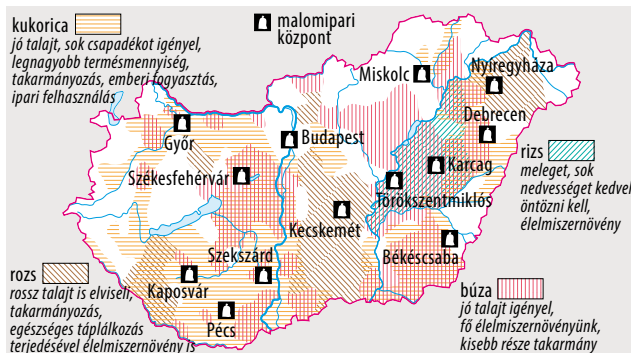 kukorica
jó talajt, sok csapadékot igényel,
legnagyobb termésmennyiség,
takarmányozás, emberi fogyasztás,
ipari felhasználás
malomipari
központ
Miskolc
Nyíregyháza
Debrecen
Győr
Budapest
Székesfehérvár
Karcag
Törökszentmiklós
rizs
meleget, sok
nedvességet kedvel
öntözni kell,
élelmiszernövény
Kecskemét
Békéscsaba
Szekszárd
Kaposvár
Pécs
rozs
rossz talajt is elviseli,
takarmányozás,
egészséges táplálkozás
terjedésével élelmiszernövény is
búza
jó talajt igényel,
fő élelmiszernövényünk,
kisebb része takarmány